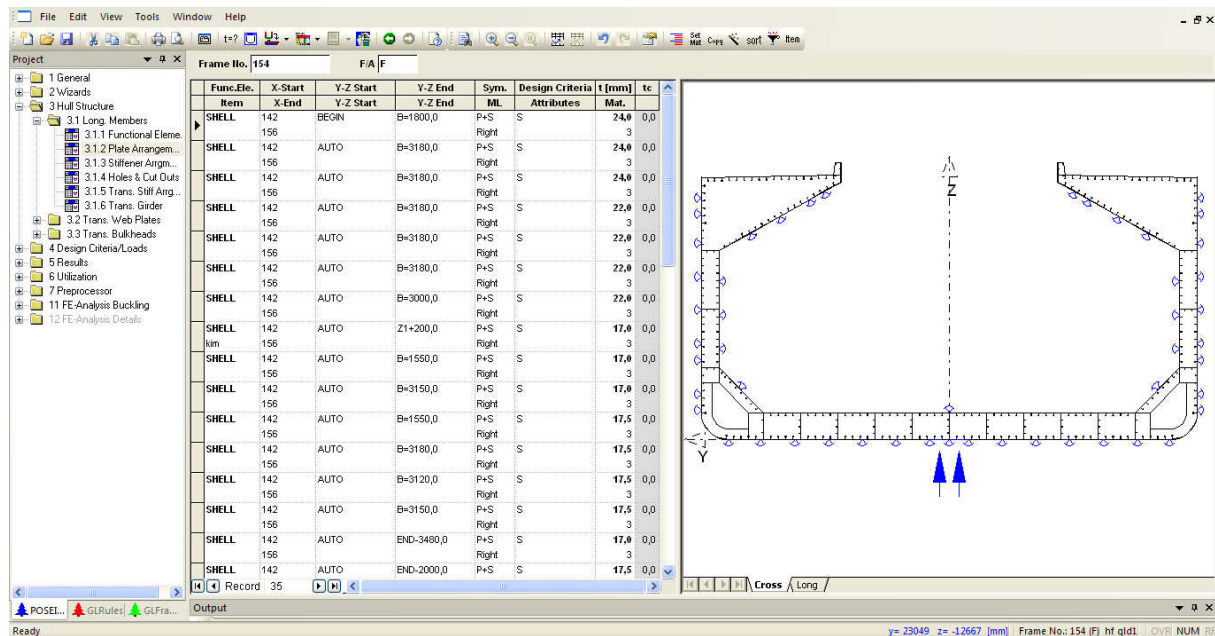 File Edit View Tools Window Help
t=? Set Mat Copy sort Item
Project
Frame No. 154 F/A F
1 General
2 Wizards
3 Hull Structure
3.1 Long. Members
3.1.1 Functional Eleme.
3.1.2 Plate Arrangem...
3.1.3 Stiffener Arrgm...
3.1.4 Holes & Cut Outs
3.1.5 Trans. Stiff Arrg...
3.1.6 Trans. Girder
3.2 Trans. Web Plates
3.3 Trans. Bulkheads
4 Design Criteria/Loads
5 Results
6 Utilization
7 Preprocessor
11 FE-Analysis Buckling
12 FE-Analysis Details
Func.Ele. X-Start Y-Z Start Y-Z End Sym. Design Criteria t [mm] tc
Item X-End Y-Z Start Y-Z End ML Attributes Mat.
SHELL 142 BEGIN B=1800,0 P+S S 24,0 0,0
156 Right 3
SHELL 142 AUTO B=3180,0 P+S S 24,0 0,0
156 Right 3
SHELL 142 AUTO B=3180,0 P+S S 24,0 0,0
156 Right 3
SHELL 142 AUTO B=3180,0 P+S S 22,0 0,0
156 Right 3
SHELL 142 AUTO B=3180,0 P+S S 22,0 0,0
156 Right 3
SHELL 142 AUTO B=3180,0 P+S S 22,0 0,0
156 Right 3
SHELL 142 AUTO B=3000,0 P+S S 22,0 0,0
156 Right 3
SHELL 142 AUTO Z1+200,0 P+S S 17,0 0,0
kim 156 Right 3
SHELL 142 AUTO B=1550,0 P+S S 17,0 0,0
156 Right 3
SHELL 142 AUTO B=3150,0 P+S S 17,0 0,0
156 Right 3
SHELL 142 AUTO B=1550,0 P+S S 17,5 0,0
156 Right 3
SHELL 142 AUTO B=3180,0 P+S S 17,5 0,0
156 Right 3
SHELL 142 AUTO B=3120,0 P+S S 17,5 0,0
156 Right 3
SHELL 142 AUTO B=3150,0 P+S S 17,5 0,0
156 Right 3
SHELL 142 AUTO END-3480,0 P+S S 17,0 0,0
156 Right 3
SHELL 142 AUTO END-2000,0 P+S S 17,5 0,0
Record 35
Z
Y
Cross Long
POSEI... GLRules GLFra...
Output
Ready y= 23049 z= -12667 [mm] Frame No.: 154 (F) hf gld1 OVR NUM